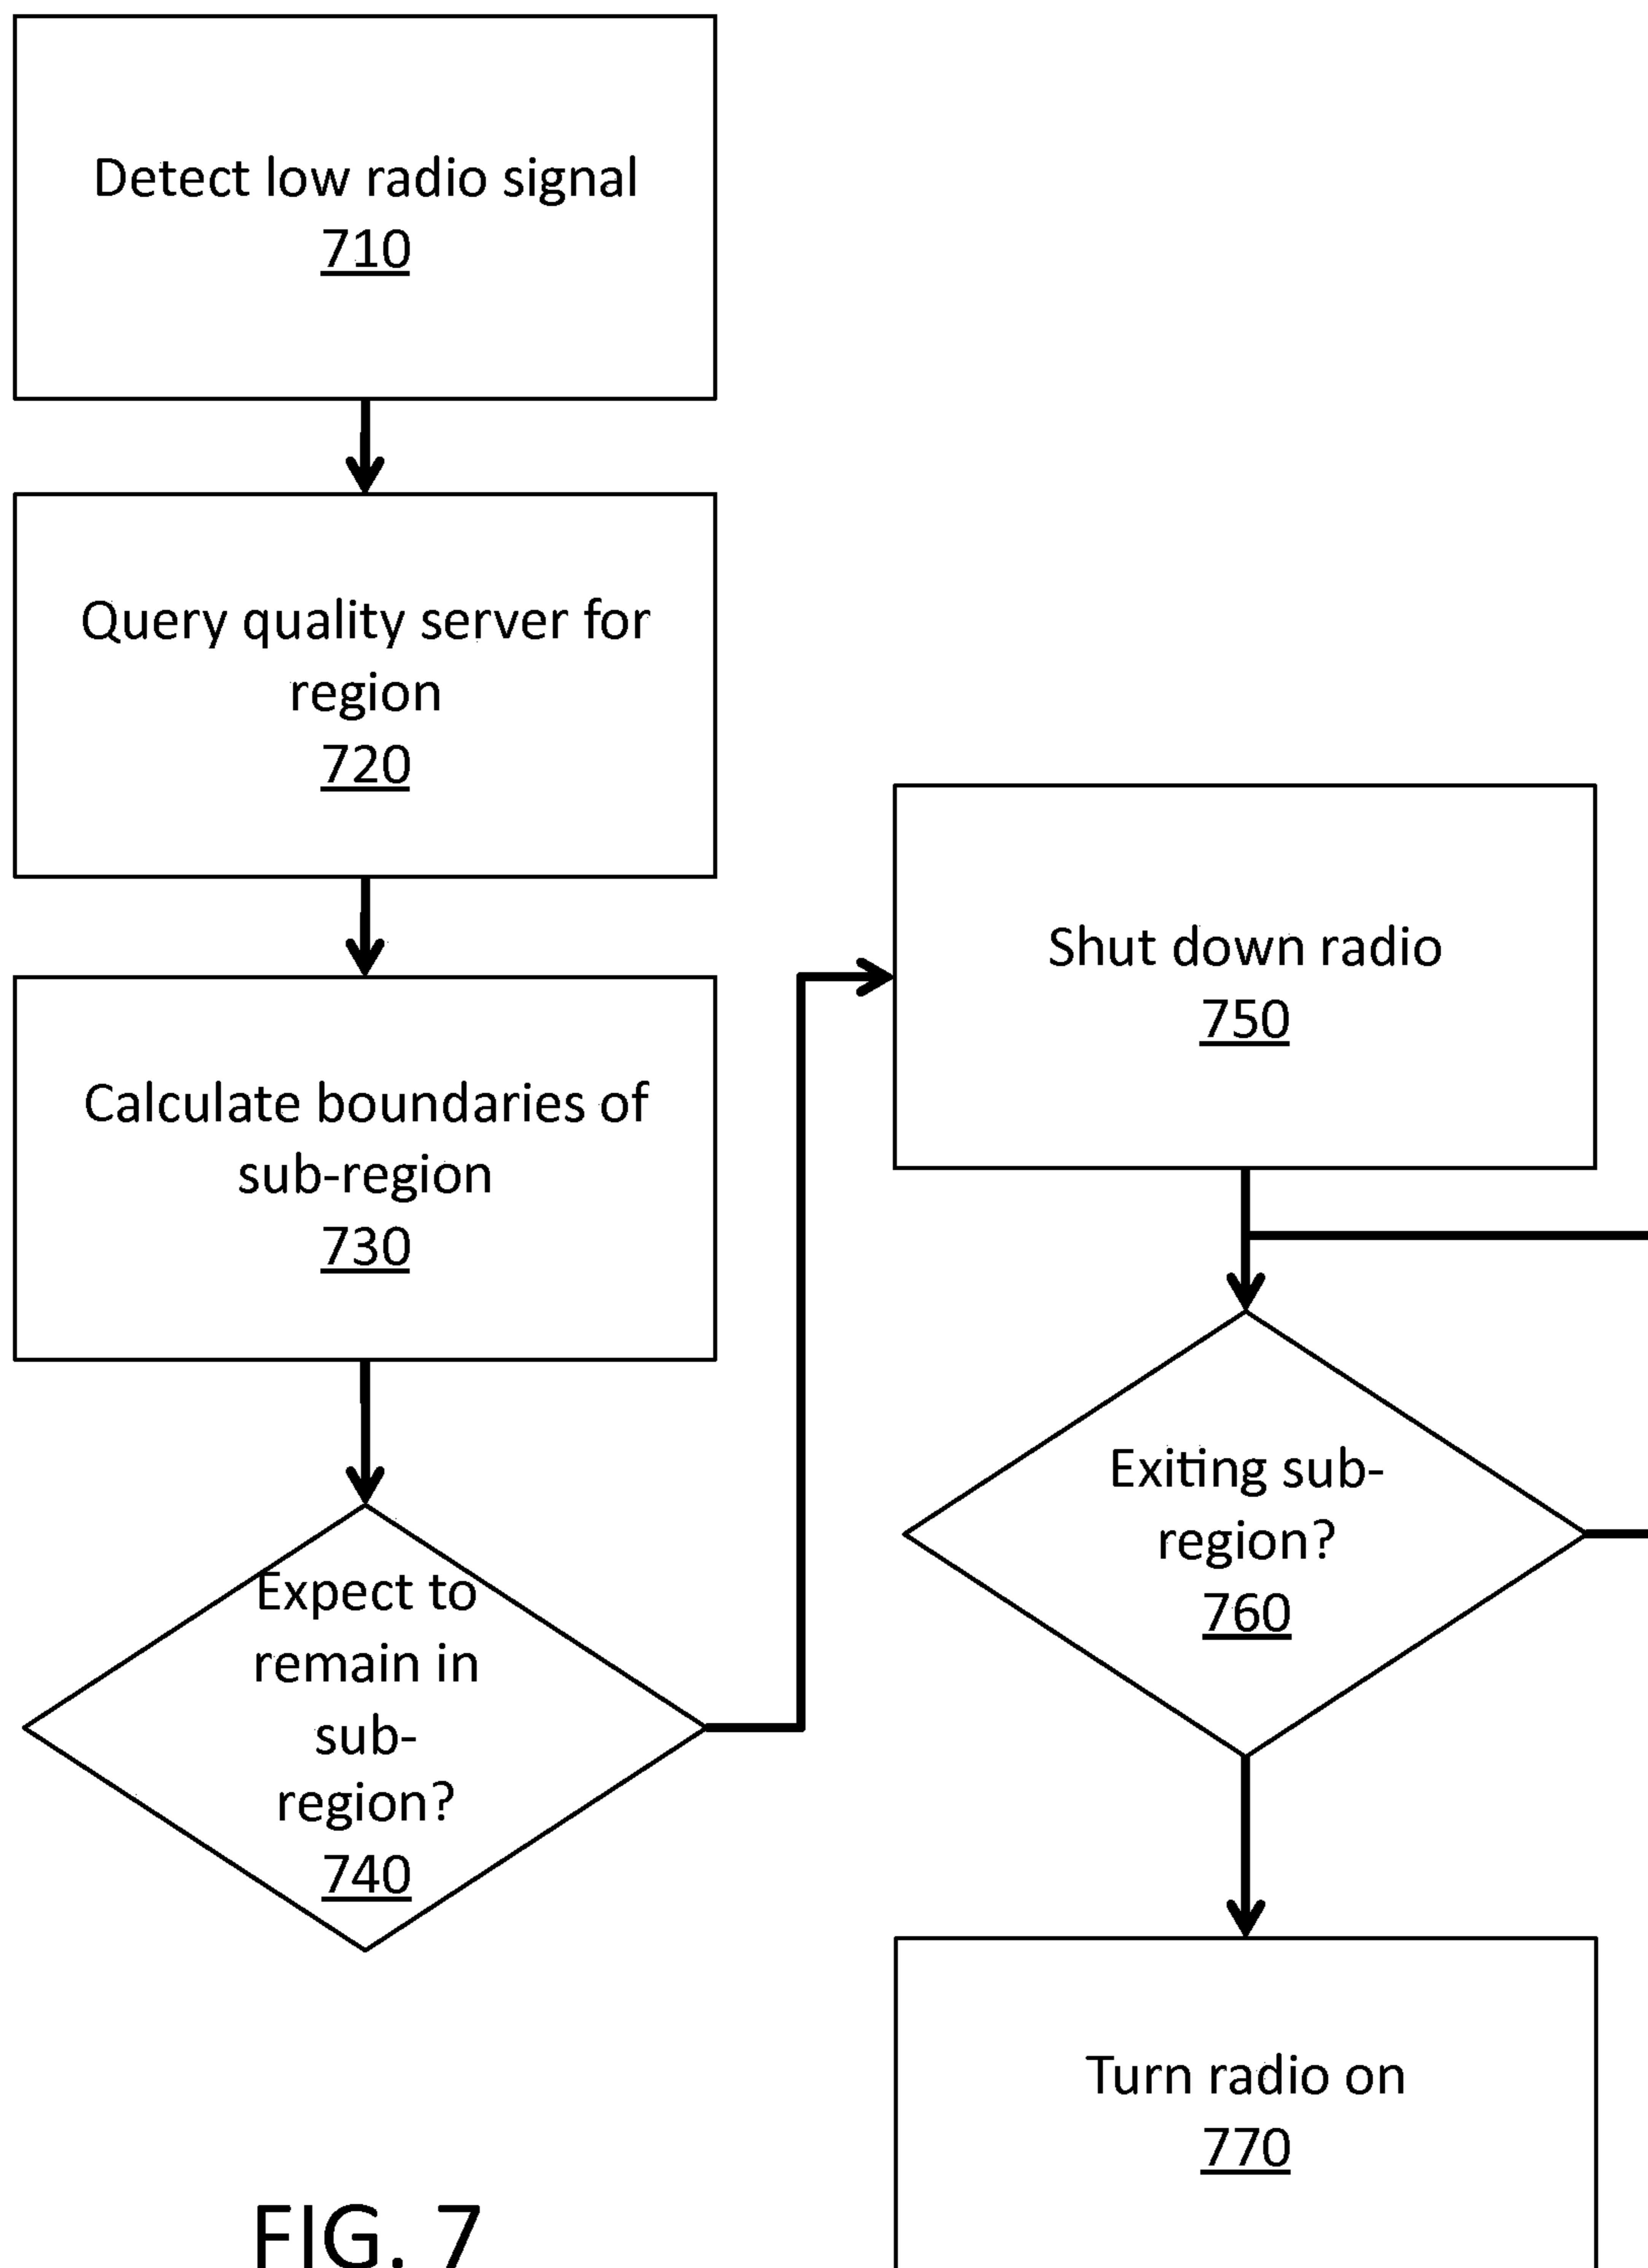 Detect low radio signal
710
Query quality server for
region
720
Calculate boundaries of
sub-region
730
Expect to
remain in
sub-
region?
740
Shut down radio
750
Exiting sub-
region?
760
Turn radio on
770
FIG. 7